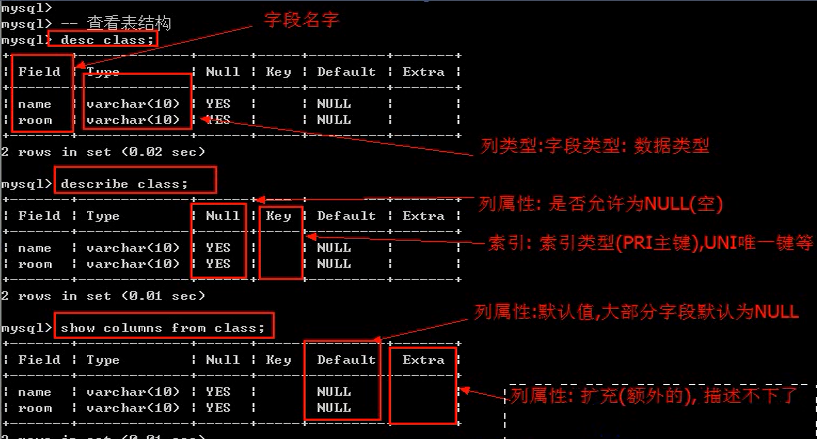 mysql>
mysql> -- 查看表结构
字段名字
mysql> desc class;
Field Type Null Key Default Extra
name varchar(10) YES NULL
room varchar(10) YES NULL
2 rows in set (0.02 sec)
列类型:字段类型: 数据类型
mysql> describe class;
列属性: 是否允许为NULL(空)
Field Type Null Key Default Extra
索引: 索引类型(PRI主键),UNI唯一键等
name varchar(10) YES NULL
room varchar(10) YES NULL
2 rows in set (0.01 sec)
列属性:默认值,大部分字段默认为NULL
mysql> show columns from class;
Field Type Null Key Default Extra
name varchar(10) YES NULL
列属性: 扩充(额外的), 描述不下了
room varchar(10) YES NULL
2 rows in set (0.01 sec)